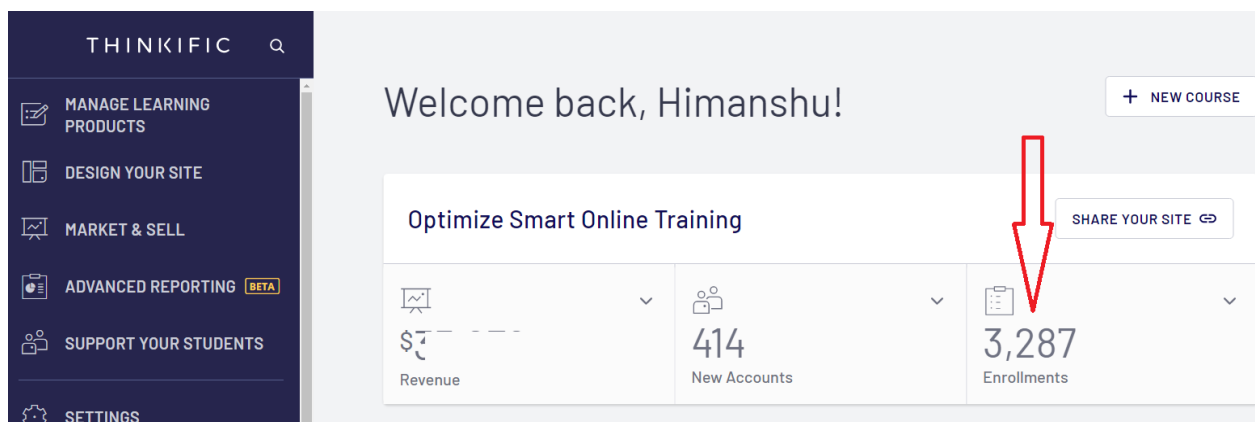 THINKIFIC
MANAGE LEARNING
PRODUCTS
DESIGN YOUR SITE
MARKET & SELL
ADVANCED REPORTING BETA
SUPPORT YOUR STUDENTS
SETTINGS
Welcome back, Himanshu!
+ NEW COURSE
Optimize Smart Online Training
SHARE YOUR SITE
$
Revenue
414
New Accounts
3,287
Enrollments